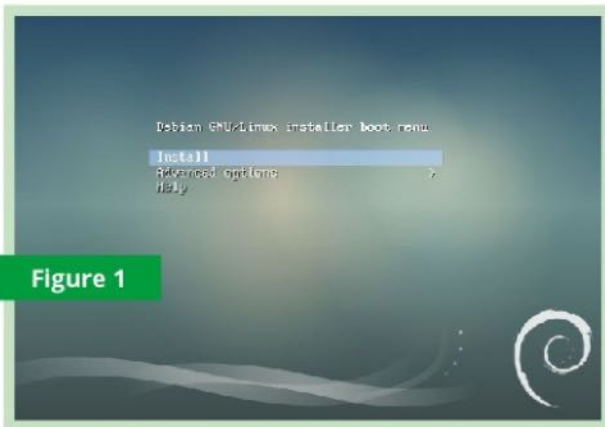 Debian GNU/Linux installer boot menu
Install
Advanced options >
Help
Figure 1